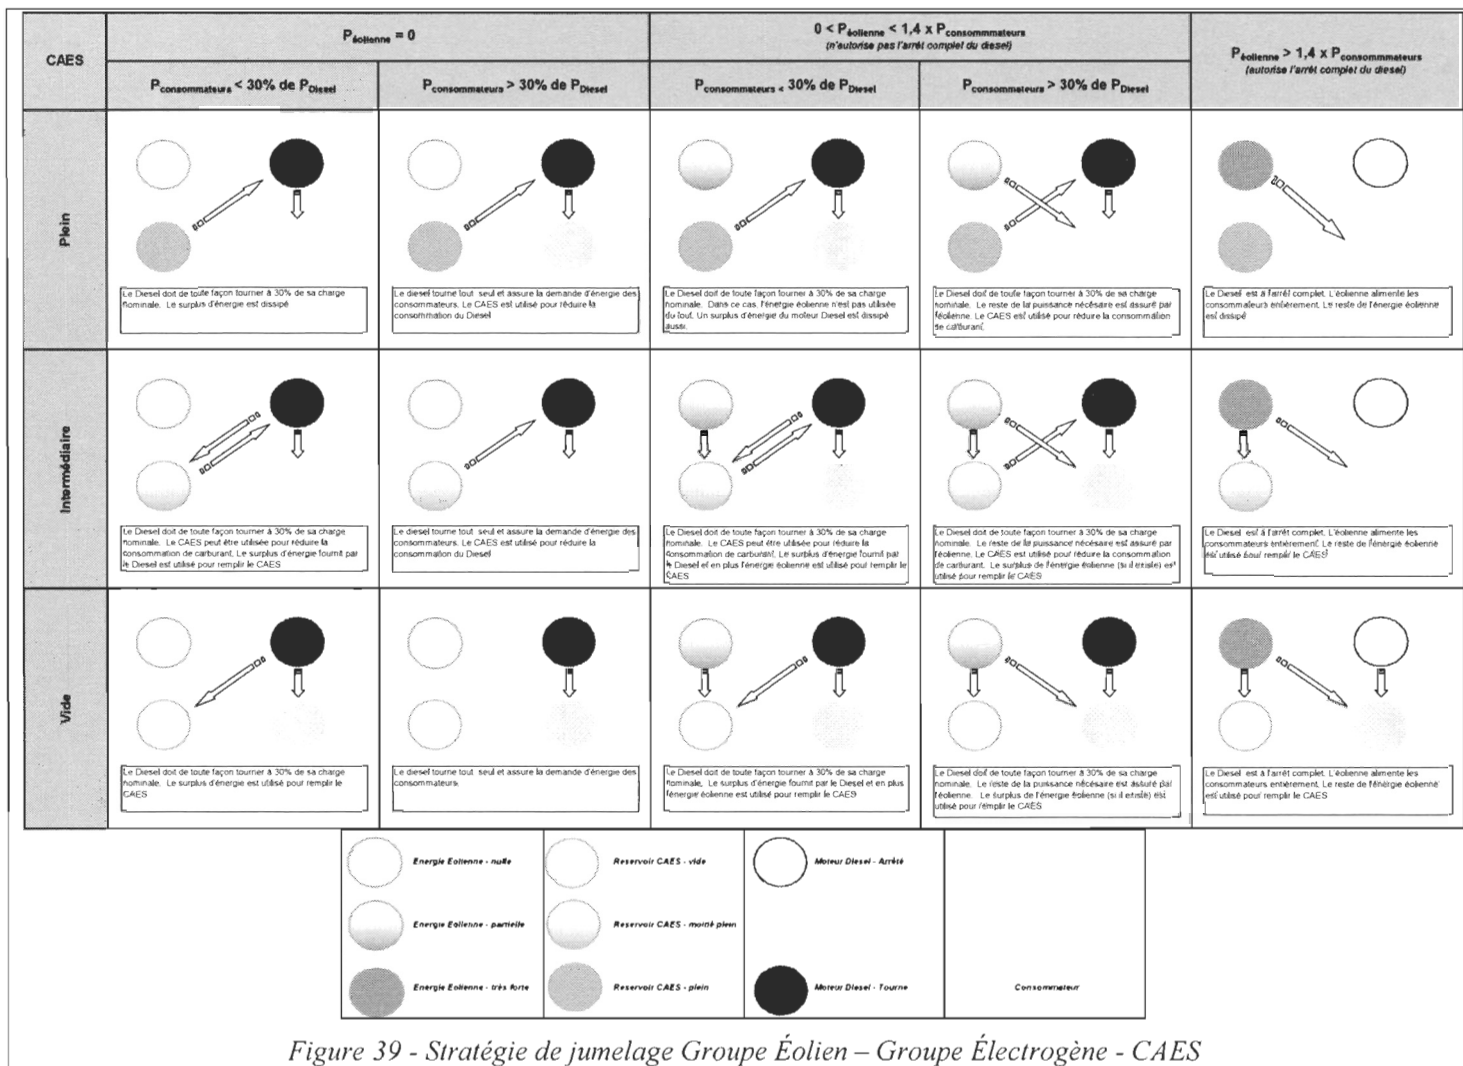 CAES
Péolienne = 0
0 < Péolienne < 1,4 x Pconsommmateurs
(n'autorise pas l'arrêt complet du diesel)
Péolienne > 1,4 x Pconsommmateurs
(autorise l'arrêt complet du diesel)
Pconsommateurs < 30% de PDiesel
Pconsommateurs > 30% de PDiesel
Pconsommateurs < 30% de PDiesel
Pconsommateurs > 30% de PDiesel
Plein
Le Diesel doit de toute façon tourner à 30% de sa charge
nominale. Le surplus d'énergie est dissipé
Le diesel tourne tout seul et assure la demande d'énergie des
consommateurs. Le CAES est utilisé pour réduire la
consommation du Diesel
Le Diesel doit de toute façon tourner à 30% de sa charge
nominale. Dans ce cas, l'énergie éolienne n'est pas utilisée
du tout. Un surplus d'énergie du moteur Diesel est dissipé
aussi.
Le Diesel doit de toute façon tourner à 30% de sa charge
nominale. Le reste de la puissance nécessaire est assuré par
l'éolienne. Le CAES est utilisé pour réduire la consommation
de carburant.
Le Diesel est à l'arrêt complet. L'éolienne alimente les
consommateurs entièrement. Le reste de l'énergie éolienne
est dissipé
Intermédiaire
Le Diesel doit de toute façon tourner à 30% de sa charge
nominale. Le CAES peut être utilisée pour réduire la
consommation de carburant. Le surplus d'énergie fournit par
le Diesel est utilisé pour remplir le CAES
Le diesel tourne tout seul et assure la demande d'énergie des
consommateurs. Le CAES est utilisé pour réduire la
consommation du Diesel
Le Diesel doit de toute façon tourner à 30% de sa charge
nominale. Le CAES peut être utilisée pour réduire la
consommation de carburant. Le surplus d'énergie fournit par
le Diesel et en plus l'énergie éolienne est utilisé pour remplir le
CAES
Le Diesel doit de toute façon tourner à 30% de sa charge
nominale. Le reste de la puissance nécessaire est assuré par
l'éolienne. Le CAES est utilisé pour réduire la consommation
de carburant. Le surplus de l'énergie éolienne (si il existe) est
utilisé pour remplir le CAES
Le Diesel est à l'arrêt complet. L'éolienne alimente les
consommateurs entièrement. Le reste de l'énergie éolienne
est utilisé pour remplir le CAES
Vide
Le Diesel doit de toute façon tourner à 30% de sa charge
nominale. Le surplus d'énergie est utilisé pour remplir le
CAES
Le diesel tourne tout seul et assure la demande d'énergie des
consommateurs.
Le Diesel doit de toute façon tourner à 30% de sa charge
nominale. Le surplus d'énergie fournit par le Diesel et en plus
l'énergie éolienne est utilisé pour remplir le CAES
Le Diesel doit de toute façon tourner à 30% de sa charge
nominale. Le reste de la puissance nécessaire est assuré par
l'éolienne. Le surplus de l'énergie éolienne (si il existe) est
utilisé pour remplir le CAES
Le Diesel est à l'arrêt complet. L'éolienne alimente les
consommateurs entièrement. Le reste de l'énergie éolienne
est utilisé pour remplir le CAES
Energie Eolienne - nulle
Reservoir CAES - vide
Moteur Diesel - Arrêté
Energie Eolienne - partielle
Reservoir CAES - moitié plein
Energie Eolienne - très forte
Reservoir CAES - plein
Moteur Diesel - Tourne
Consommateur
Figure 39 - Stratégie de jumelage Groupe Éolien – Groupe Électrogène - CAES